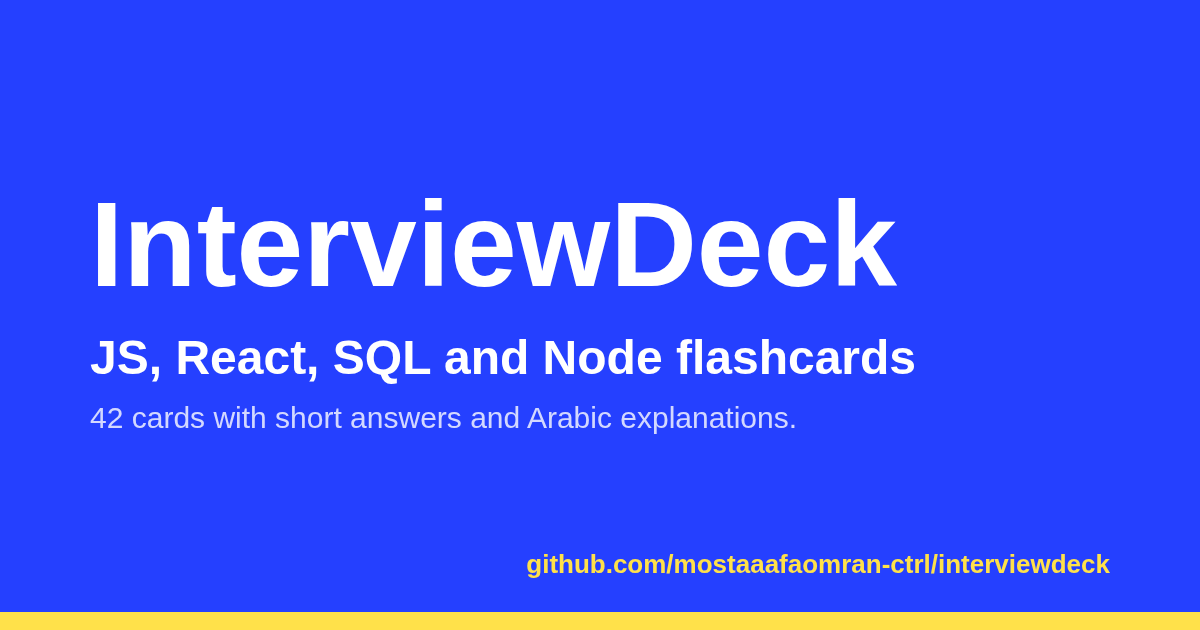 InterviewDeck
JS, React, SQL and Node flashcards
42 cards with short answers and Arabic explanations.
github.com/mostaaafaomran-ctrl/interviewdeck